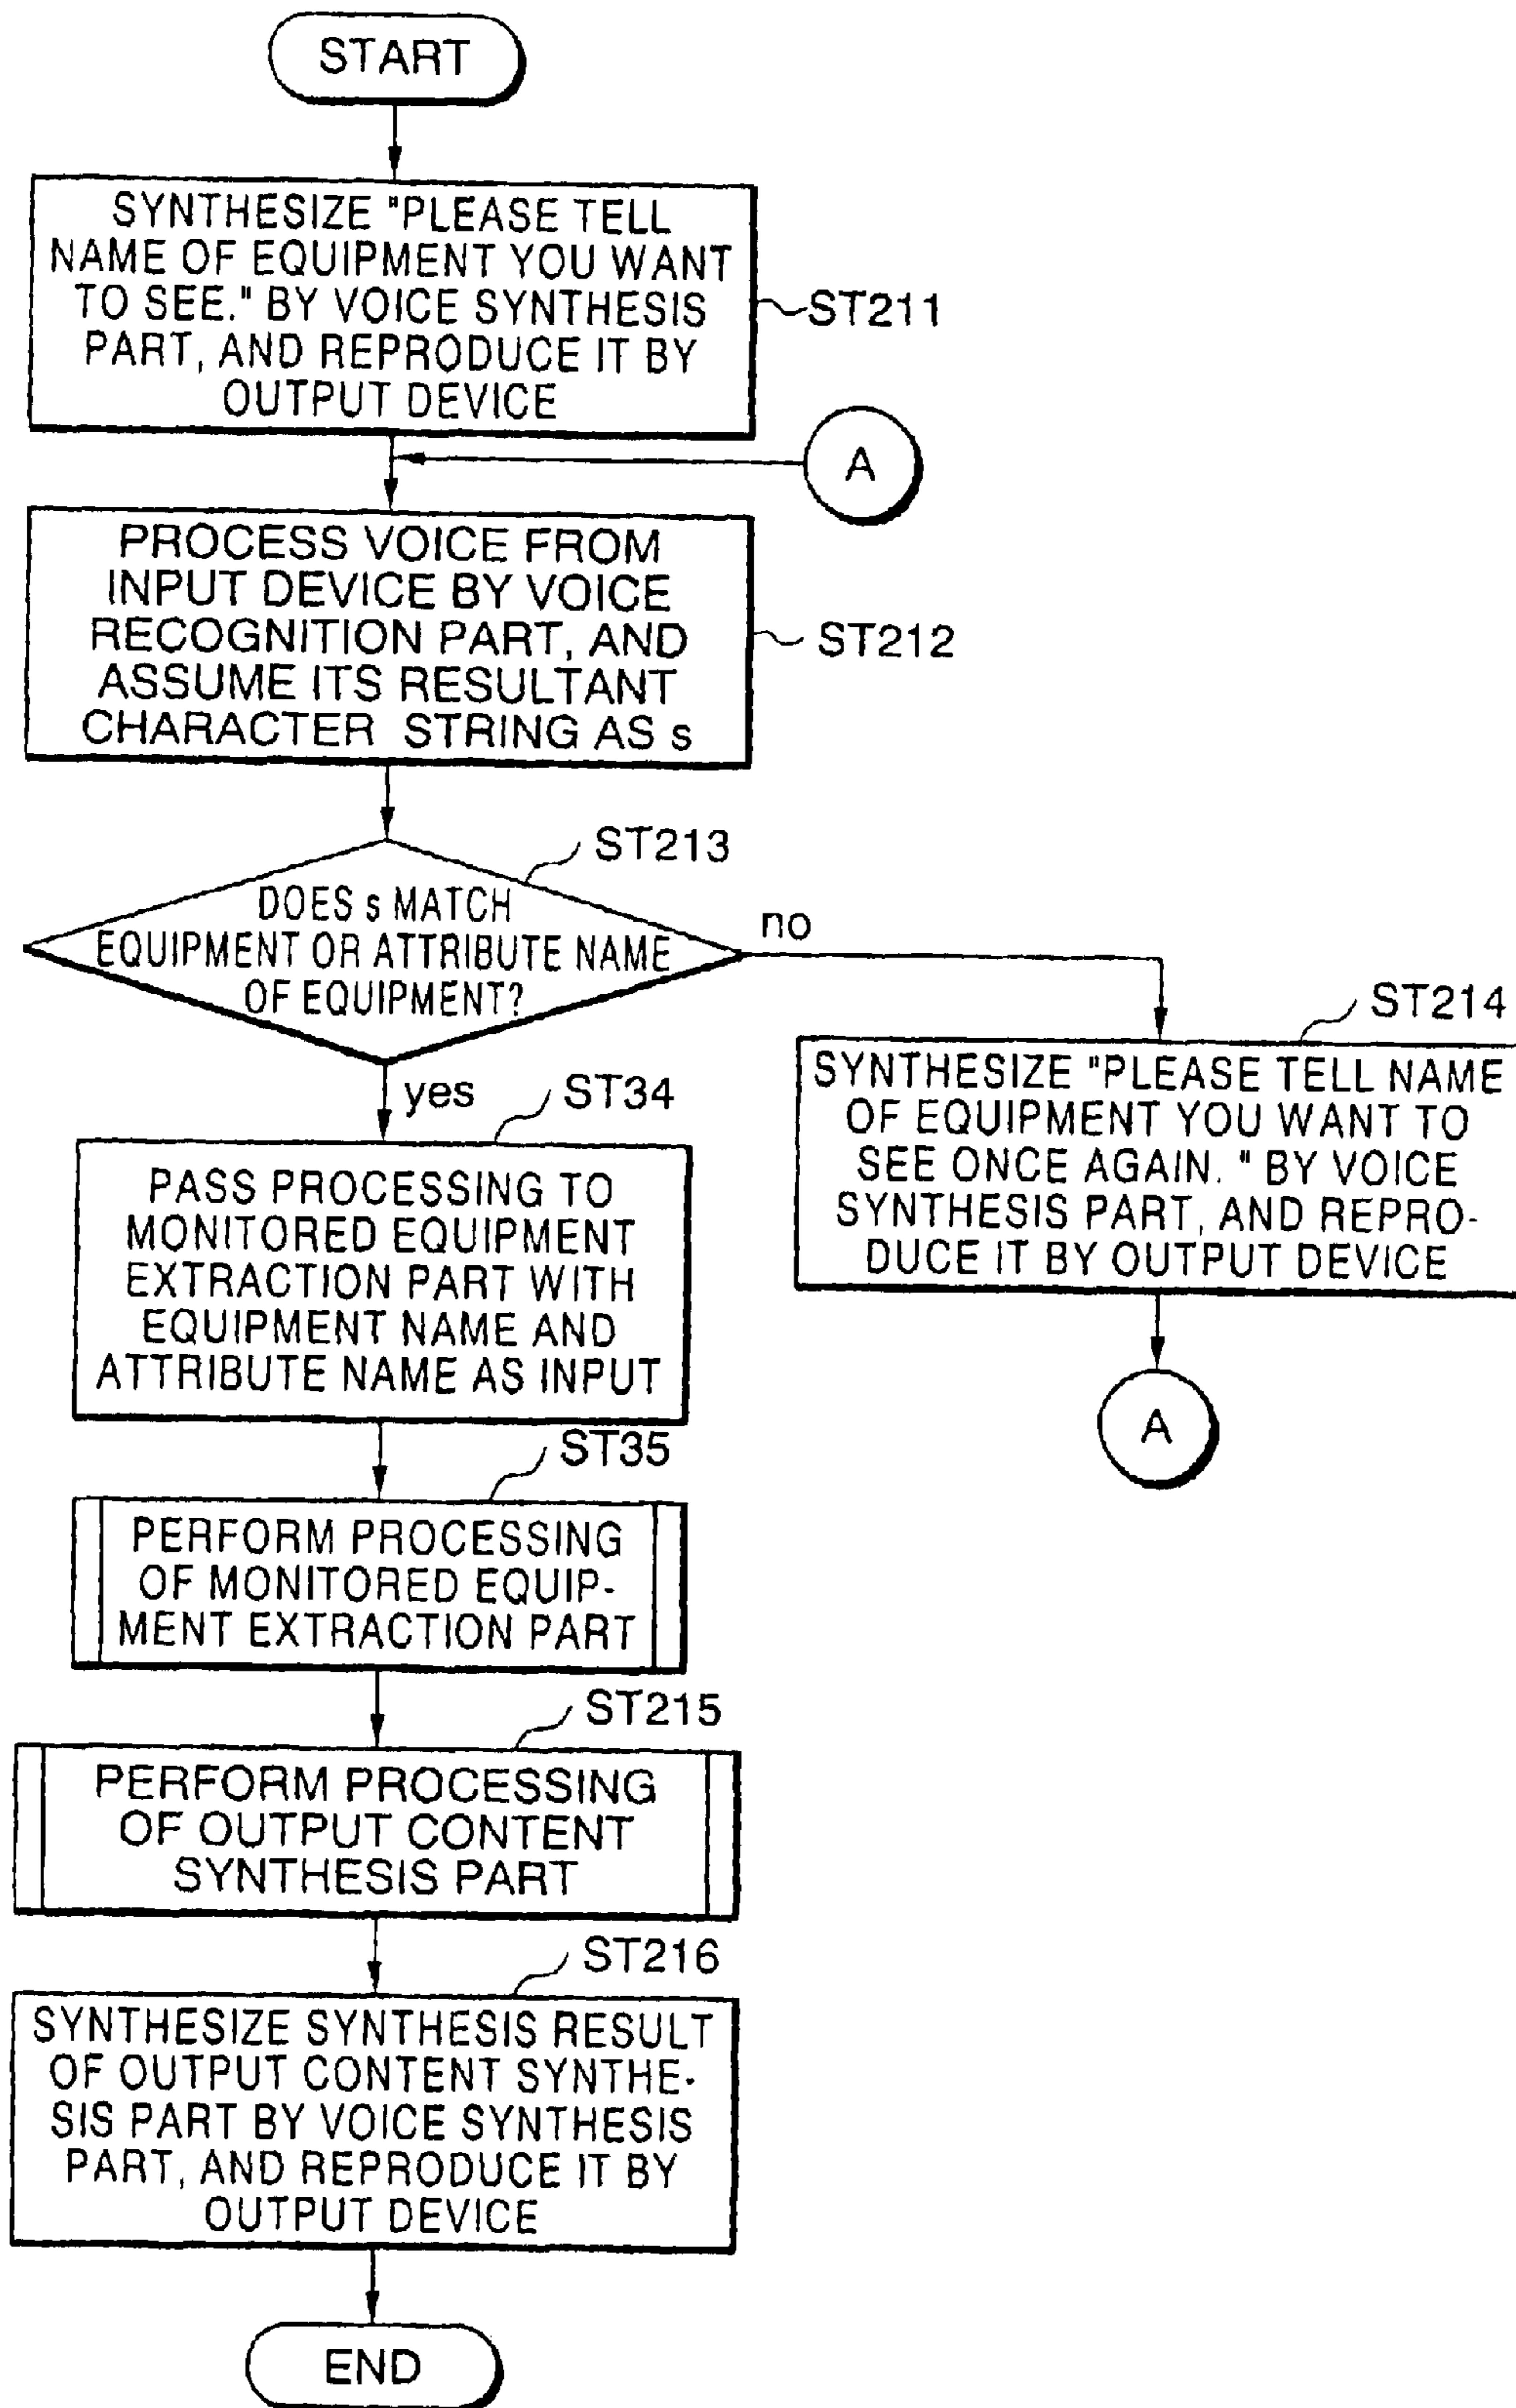 START
SYNTHESIZE "PLEASE TELL
NAME OF EQUIPMENT YOU WANT
TO SEE." BY VOICE SYNTHESIS
PART, AND REPRODUCE IT BY
OUTPUT DEVICE
ST211
A
PROCESS VOICE FROM
INPUT DEVICE BY VOICE
RECOGNITION PART, AND
ASSUME ITS RESULTANT
CHARACTER STRING AS s
ST212
ST213
DOES s MATCH
EQUIPMENT OR ATTRIBUTE NAME
OF EQUIPMENT?
no
yes
ST214
SYNTHESIZE "PLEASE TELL NAME
OF EQUIPMENT YOU WANT TO
SEE ONCE AGAIN. " BY VOICE
SYNTHESIS PART, AND REPRO-
DUCE IT BY OUTPUT DEVICE
A
ST34
PASS PROCESSING TO
MONITORED EQUIPMENT
EXTRACTION PART WITH
EQUIPMENT NAME AND
ATTRIBUTE NAME AS INPUT
ST35
PERFORM PROCESSING
OF MONITORED EQUIP-
MENT EXTRACTION PART
ST215
PERFORM PROCESSING
OF OUTPUT CONTENT
SYNTHESIS PART
ST216
SYNTHESIZE SYNTHESIS RESULT
OF OUTPUT CONTENT SYNTHE-
SIS PART BY VOICE SYNTHESIS
PART, AND REPRODUCE IT BY
OUTPUT DEVICE
END